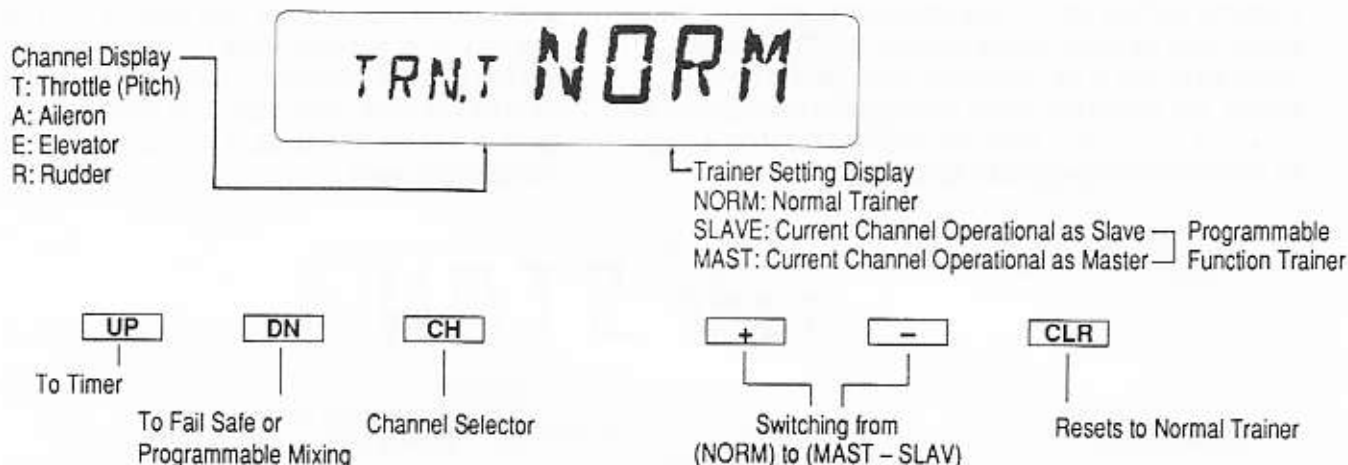 TRN.T NORM
Channel Display
T: Throttle (Pitch)
A: Aileron
E: Elevator
R: Rudder
Trainer Setting Display
NORM: Normal Trainer
SLAVE: Current Channel Operational as Slave
MAST: Current Channel Operational as Master
Programmable
Function Trainer
UP
DN
CH
+
–
CLR
To Timer
To Fail Safe or
Programmable Mixing
Channel Selector
Switching from
(NORM) to (MAST – SLAV)
Resets to Normal Trainer